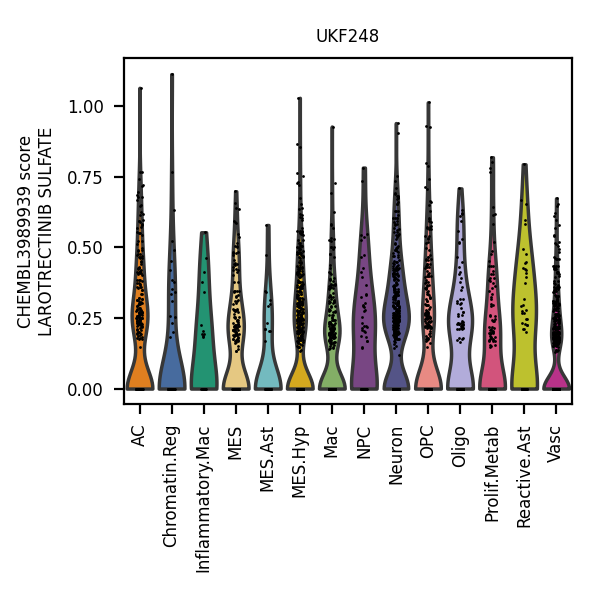 UKF248
CHEMBL3989939 score
LAROTRECTINIB SULFATE
1.00
0.75
0.50
0.25
0.00
AC
Chromatin.Reg
Inflammatory.Mac
MES
MES.Ast
MES.Hyp
Mac
NPC
Neuron
OPC
Oligo
Prolif.Metab
Reactive.Ast
Vasc